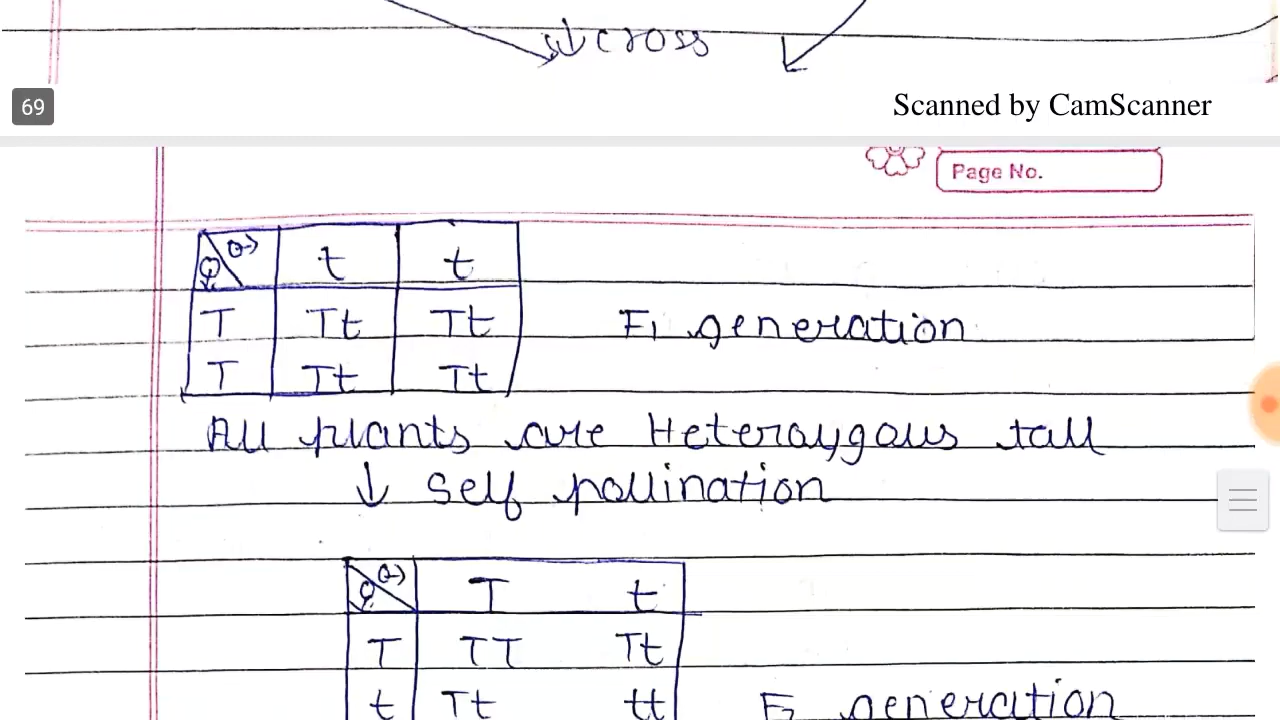 cross
69
Scanned by CamScanner
Page No.
t t
T Tt Tt
F1 generation
T Tt Tt
All plants are Heterozygous tall
↓ self pollination
T t
T TT Tt
t Tt tt
F2 generation